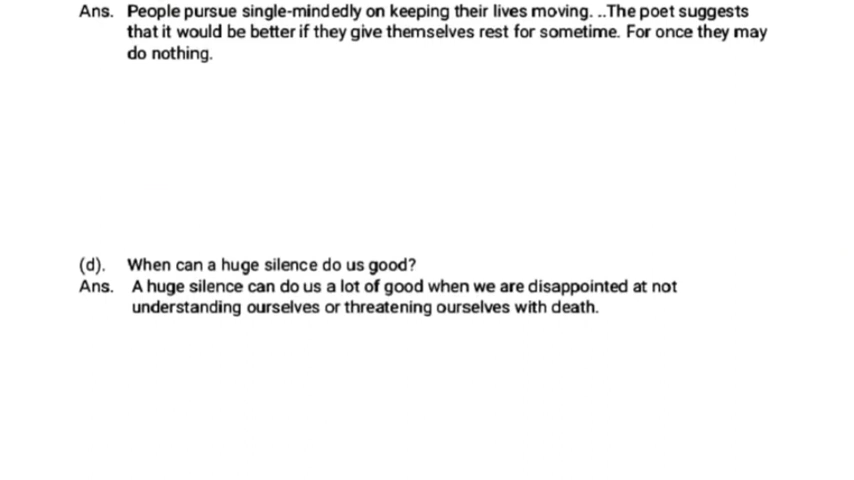 Ans. People pursue single-mindedly on keeping their lives moving. ..The poet suggests
that it would be better if they give themselves rest for sometime. For once they may
do nothing.
(d). When can a huge silence do us good?
Ans. A huge silence can do us a lot of good when we are disappointed at not
understanding ourselves or threatening ourselves with death.